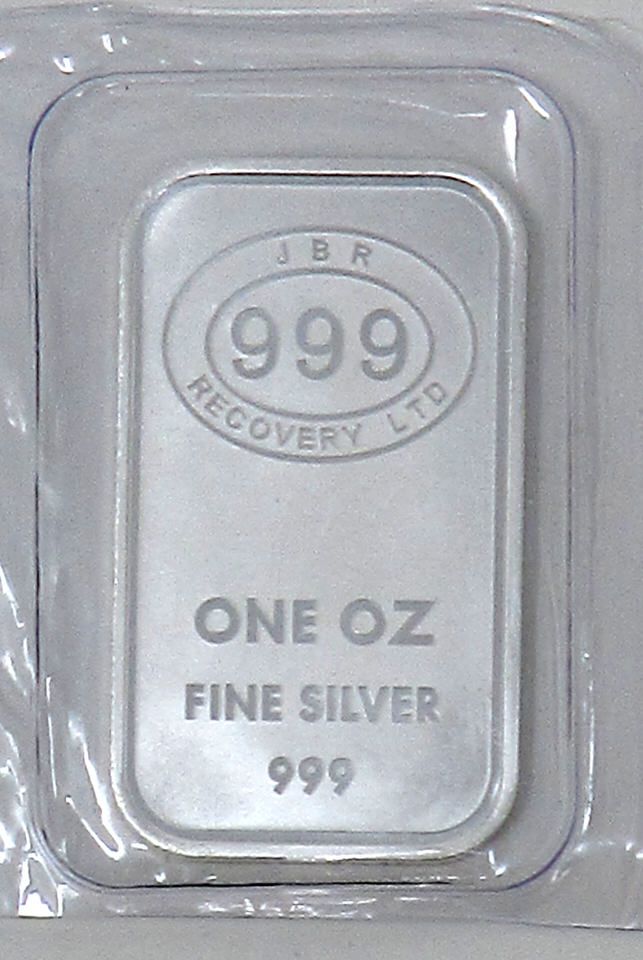 JBR
999
RECOVERY LTD
ONE OZ
FINE SILVER
999